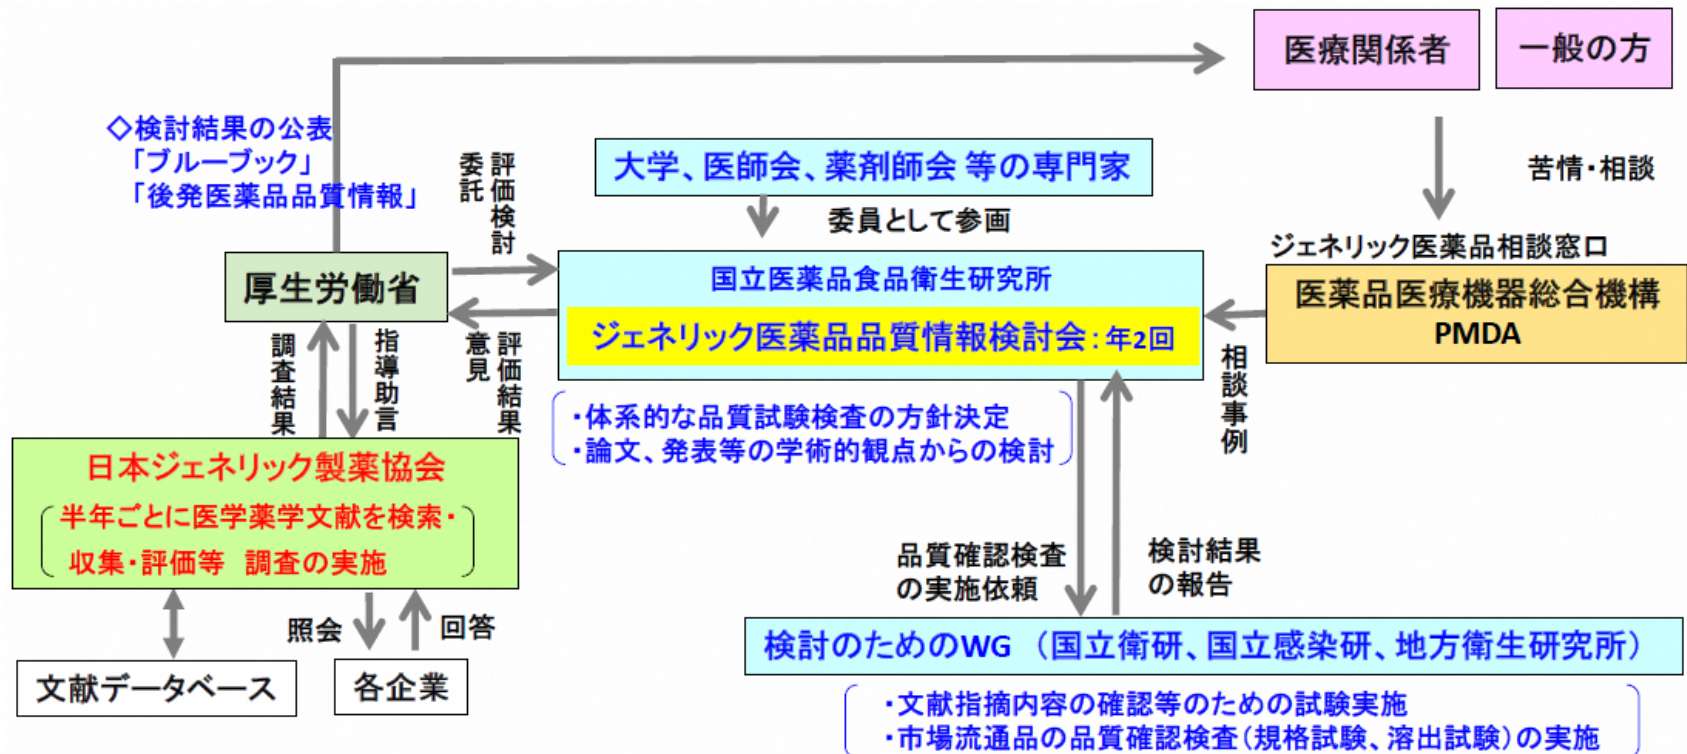 医療関係者
一般の方
◇検討結果の公表
「ブルーブック」
「後発医薬品品質情報」
評価検討
委託
大学、医師会、薬剤師会 等の専門家
委員として参画
苦情・相談
ジェネリック医薬品相談窓口
医薬品医療機器総合機構
PMDA
厚生労働省
国立医薬品食品衛生研究所
ジェネリック医薬品品質情報検討会：年2回
調査結果
指導助言
評価結果
意見
相談事例
・体系的な品質試験検査の方針決定
・論文、発表等の学術的観点からの検討
日本ジェネリック製薬協会
半年ごとに医学薬学文献を検索・
収集・評価等 調査の実施
品質確認検査
の実施依頼
検討結果
の報告
照会
回答
文献データベース
各企業
検討のためのWG （国立衛研、国立感染研、地方衛生研究所）
・文献指摘内容の確認等のための試験実施
・市場流通品の品質確認検査（規格試験、溶出試験）の実施